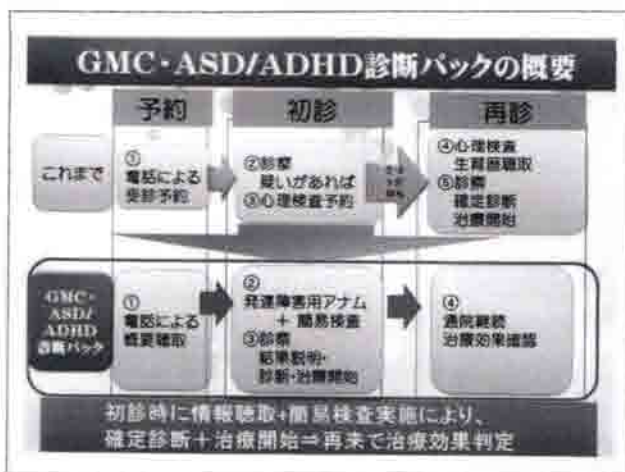 GMC・ASD/ADHD診断パックの概要
予約
初診
再診
これまで
①
電話による
受診予約
②診察
疑いがあれば
③心理検査予約
④心理検査
生育歴聴取
⑤診察
確定診断
治療開始
GMC・
ASD/
ADHD
診断パック
①
電話による
概要聴取
②
発達障害用アナム
＋簡易検査
③診察
結果説明・
診断・治療開始
④
通院継続
治療効果確認
初診時に情報聴取+簡易検査実施により、
確定診断＋治療開始⇒再来で治療効果判定